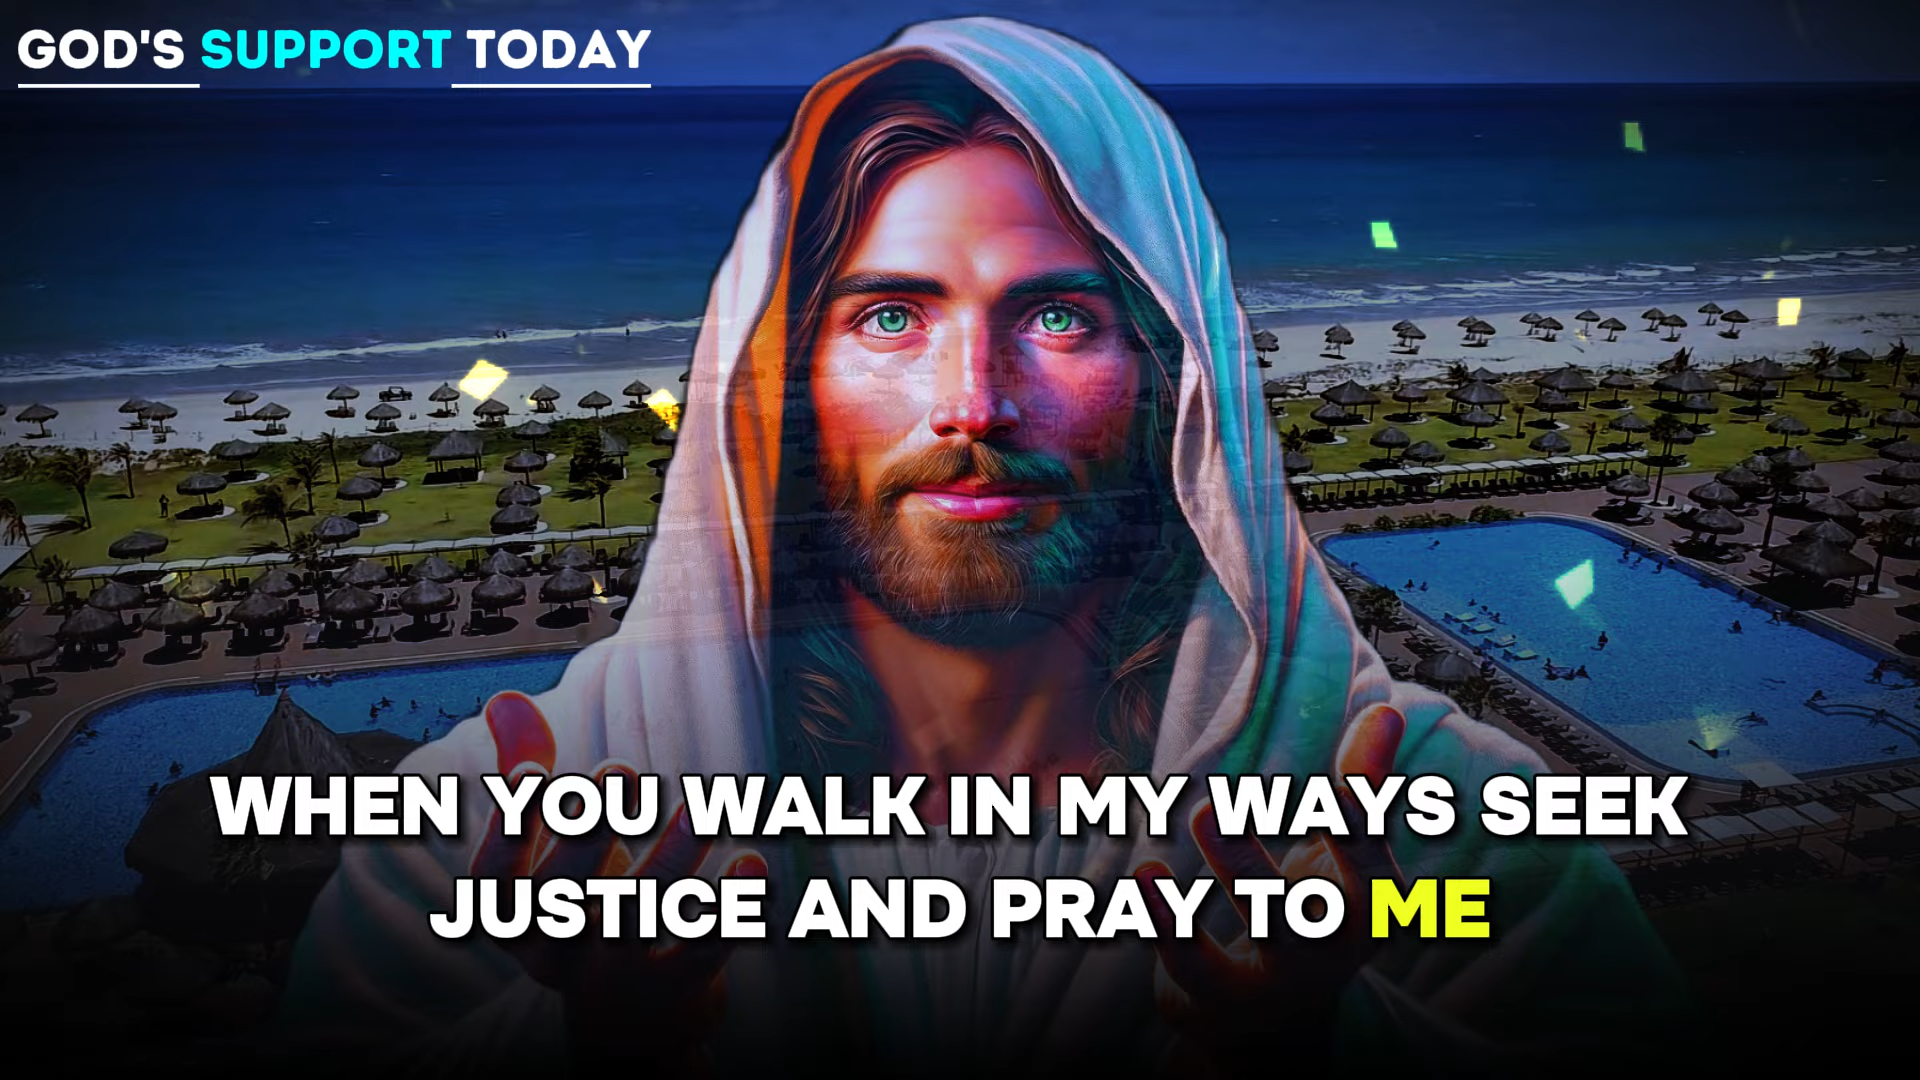 GOD'S SUPPORT TODAY
WHEN YOU WALK IN MY WAYS SEEK
JUSTICE AND PRAY TO ME